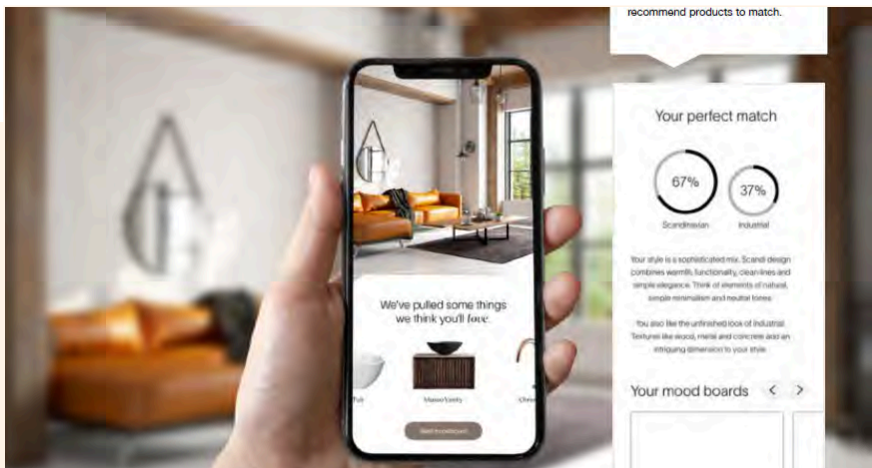 recommend products to match.
We've pulled some things
we think you'll love.
Tub
Your perfect match
67%
37%
Scandinavian
Industrial
Your style is a sophisticated mix. Scandi design
combines warmth, functionality, clean lines and
simple elegance. Think of elements of natural,
simple minimalism and neutral tones.
You also like the unfinished look of Industrial.
Textures like wood, metal and concrete add an
intriguing dimension to your style.
Your mood boards